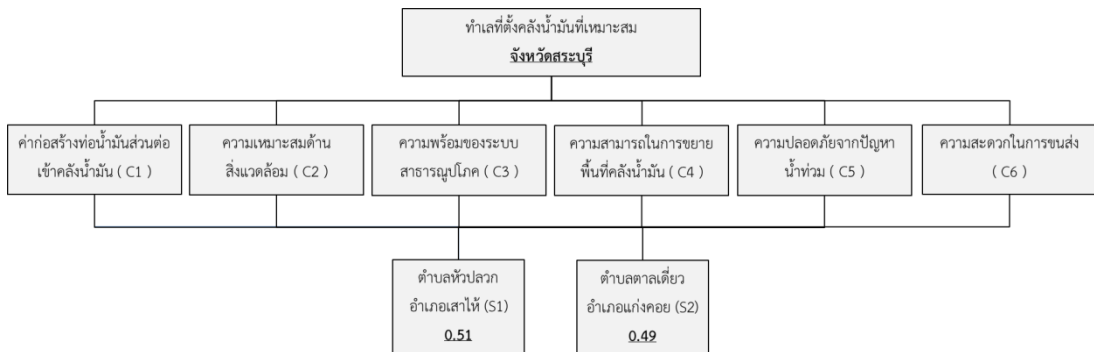 ทำเลที่ตั้งคลังน้ำมันที่เหมาะสม
จังหวัดสระบุรี
ค่าก่อสร้างท่อน้ำมันส่วนต่อ
เข้าคลังน้ำมัน ( C1 )
ความเหมาะสมด้าน
สิ่งแวดล้อม ( C2 )
ความพร้อมของระบบ
สาธารณูปโภค ( C3 )
ความสามารถในการขยาย
พื้นที่คลังน้ำมัน ( C4 )
ความปลอดภัยจากปัญหา
น้ำท่วม ( C5 )
ความสะดวกในการขนส่ง
( C6 )
ตำบลหัวปลวก
อำเภอเสาไห้ (S1)
0.51
ตำบลตาลเดี่ยว
อำเภอแก่งคอย (S2)
0.49